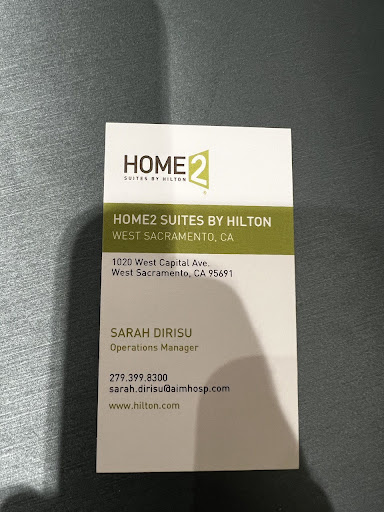 HOME2
SUITES BY HILTON
HOME2 SUITES BY HILTON
WEST SACRAMENTO, CA
1020 West Capital Ave.
West Sacramento, CA 95691
SARAH DIRISU
Operations Manager
279.399.8300
sarah.dirisu@aimhosp.com
www.hilton.com